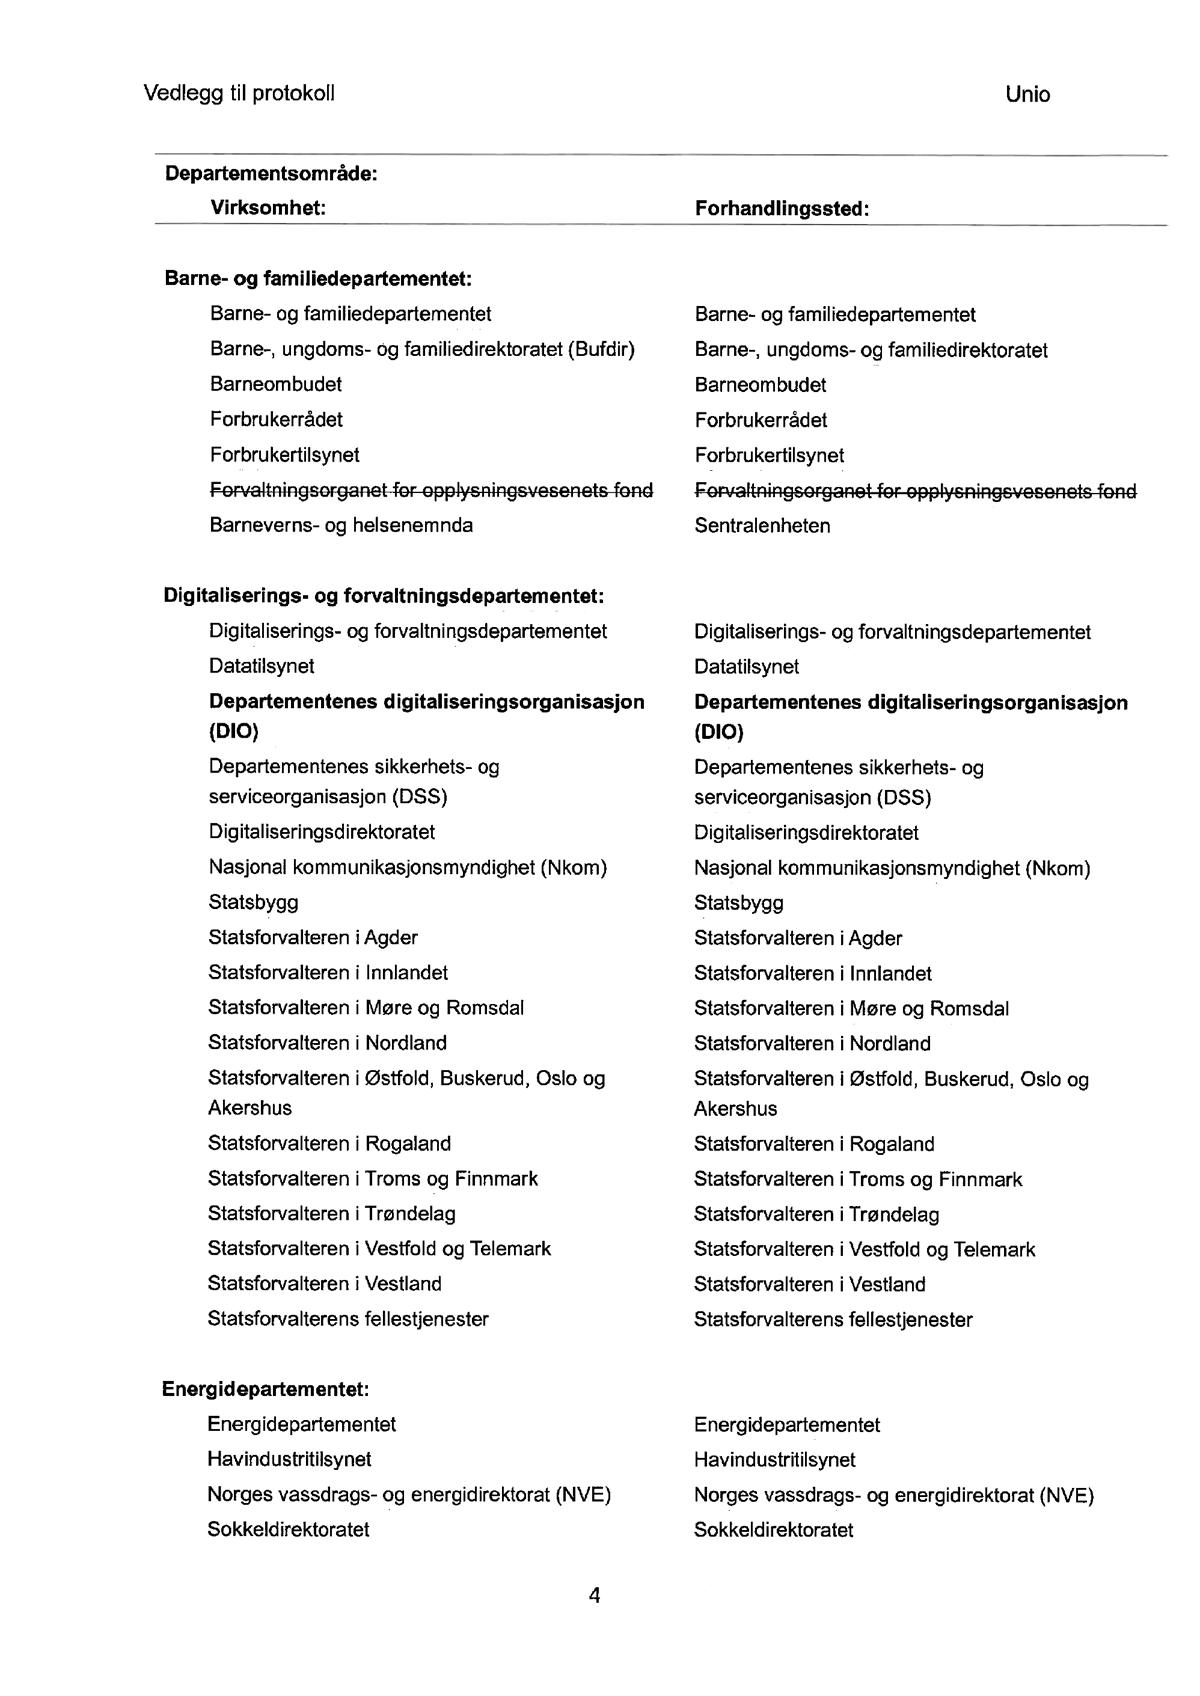 Vedlegg til protokoll Unio
Departementsområde:
Virksomhet: Forhandlingssted:
Barne- og familiedepartementet:
Barne- og familiedepartementet Barne- og familiedepartementet
Barne-, ungdoms- og familiedirektoratet (Bufdir) Barne-, ungdoms- og familiedirektoratet
Barneombudet Barneombudet
Forbrukerrådet Forbrukerrådet
Forbrukertilsynet Forbrukertilsynet
Forvaltningsorganet for opplysningsvesenets fond Forvaltningsorganet for opplysningsvesenets fond
Barneverns- og helsenemnda Sentralenheten
Digitaliserings- og forvaltningsdepartementet:
Digitaliserings- og forvaltningsdepartementet Digitaliserings- og forvaltningsdepartementet
Datatilsynet Datatilsynet
Departementenes digitaliseringsorganisasjon Departementenes digitaliseringsorganisasjon
(DIO) (DIO)
Departementenes sikkerhets- og Departementenes sikkerhets- og
serviceorganisasjon (DSS) serviceorganisasjon (DSS)
Digitaliseringsdirektoratet Digitaliseringsdirektoratet
Nasjonal kommunikasjonsmyndighet (Nkom) Nasjonal kommunikasjonsmyndighet (Nkom)
Statsbygg Statsbygg
Statsforvalteren i Agder Statsforvalteren i Agder
Statsforvalteren i Innlandet Statsforvalteren i Innlandet
Statsforvalteren i Møre og Romsdal Statsforvalteren i Møre og Romsdal
Statsforvalteren i Nordland Statsforvalteren i Nordland
Statsforvalteren i Østfold, Buskerud, Oslo og Statsforvalteren i Østfold, Buskerud, Oslo og
Akershus Akershus
Statsforvalteren i Rogaland Statsforvalteren i Rogaland
Statsforvalteren i Troms og Finnmark Statsforvalteren i Troms og Finnmark
Statsforvalteren i Trøndelag Statsforvalteren i Trøndelag
Statsforvalteren i Vestfold og Telemark Statsforvalteren i Vestfold og Telemark
Statsforvalteren i Vestland Statsforvalteren i Vestland
Statsforvalterens fellestjenester Statsforvalterens fellestjenester
Energidepartementet:
Energidepartementet Energidepartementet
Havindustritilsynet Havindustritilsynet
Norges vassdrags- og energidirektorat (NVE) Norges vassdrags- og energidirektorat (NVE)
Sokkeldirektoratet Sokkeldirektoratet
4